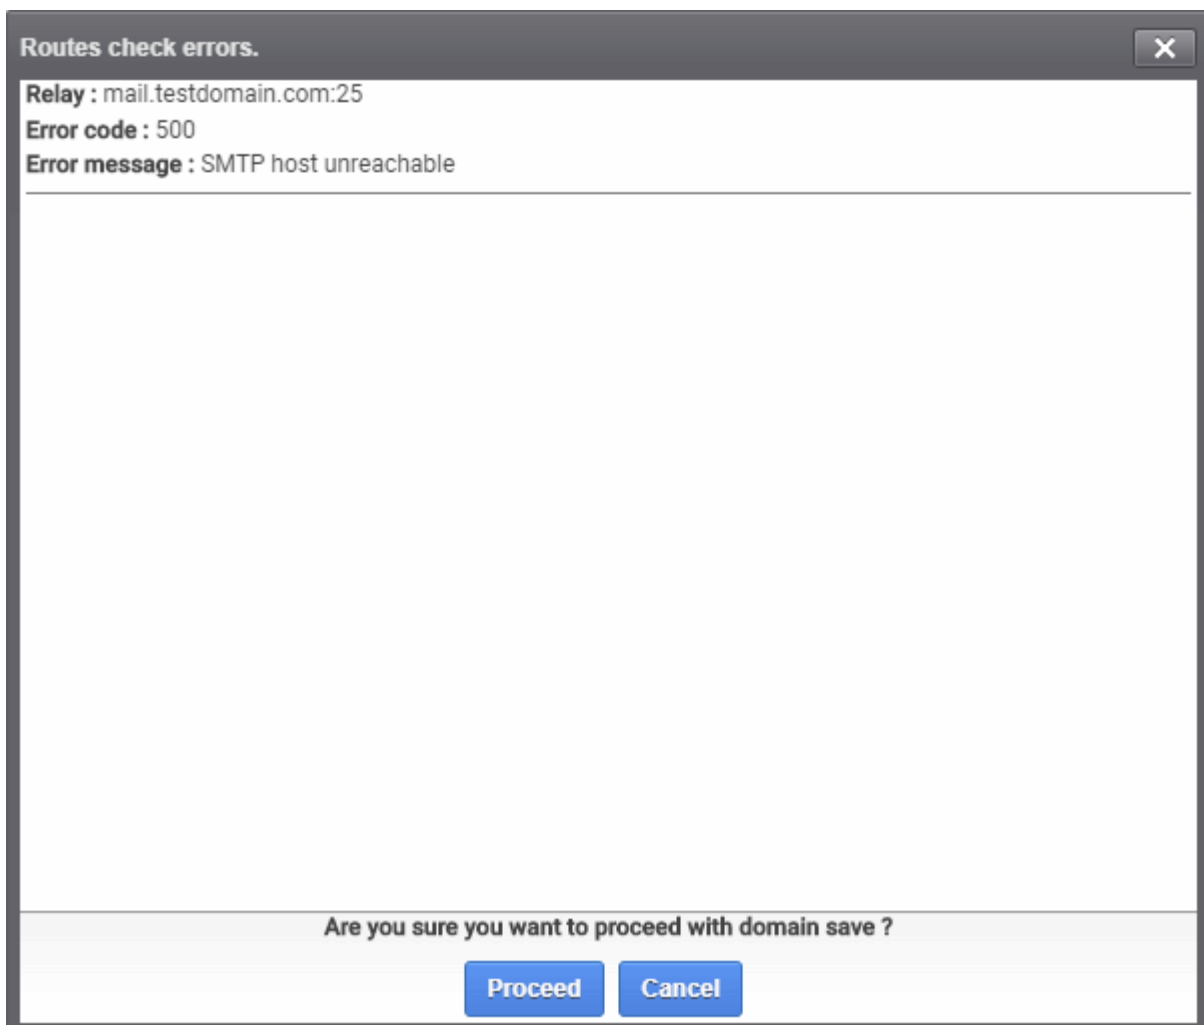 Routes check errors.
Relay : mail.testdomain.com:25
Error code : 500
Error message : SMTP host unreachable
Are you sure you want to proceed with domain save ?
Proceed Cancel